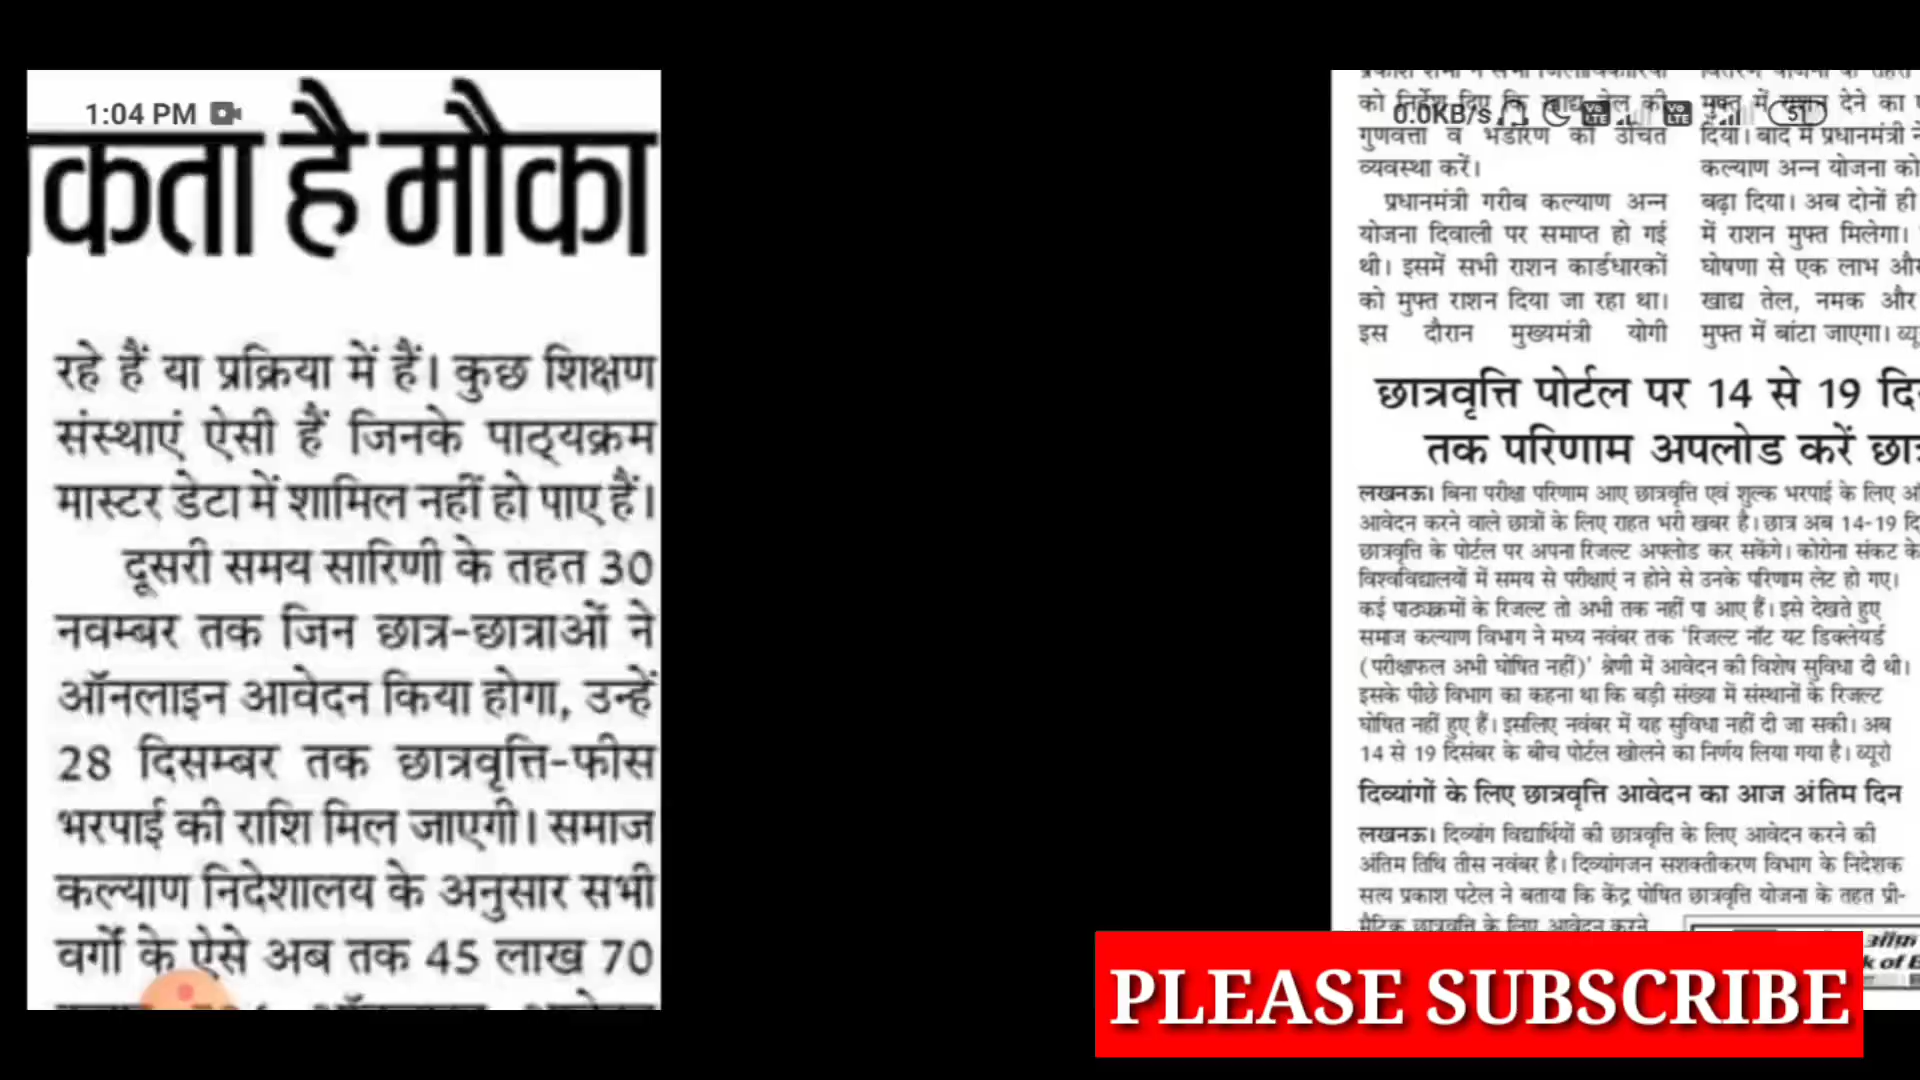 1:04 PM
कता है मौका
रहे हैं या प्रक्रिया में हैं। कुछ शिक्षण
संस्थाएं ऐसी हैं जिनके पाठ्यक्रम
मास्टर डेटा में शामिल नहीं हो पाए हैं।
दूसरी समय सारिणी के तहत 30
नवम्बर तक जिन छात्र-छात्राओं ने
ऑनलाइन आवेदन किया होगा, उन्हें
28 दिसम्बर तक छात्रवृत्ति-फीस
भरपाई की राशि मिल जाएगी। समाज
कल्याण निदेशालय के अनुसार सभी
वर्गों के ऐसे अब तक 45 लाख 70
0.0KB/s 51
को निर्देश दिए कि खाद्य तेल की
गुणवत्ता व भंडारण की उचित
व्यवस्था करें।
प्रधानमंत्री गरीब कल्याण अन्न
योजना दिवाली पर समाप्त हो गई
थी। इसमें सभी राशन कार्डधारकों
को मुफ्त राशन दिया जा रहा था।
इस दौरान मुख्यमंत्री योगी
मुफ्त में राशन देने का
दिया। बाद में प्रधानमंत्री ने
कल्याण अन्न योजना को
बढ़ा दिया। अब दोनों ही
में राशन मुफ्त मिलेगा।
घोषणा से एक लाभ और
खाद्य तेल, नमक और
मुफ्त में बांटा जाएगा।
छात्रवृत्ति पोर्टल पर 14 से 19
तक परिणाम अपलोड करें
लखनऊ। बिना परीक्षा परिणाम आए छात्रवृत्ति एवं शुल्क भरपाई के लिए
आवेदन करने वाले छात्रों के लिए राहत भरी खबर है। छात्र अब 14-19
छात्रवृत्ति के पोर्टल पर अपना रिजल्ट अपलोड कर सकेंगे। कोरोना संकट के
विश्वविद्यालयों में समय से परीक्षाएं न होने से उनके परिणाम लेट हो गए।
कई पाठ्यक्रमों के रिजल्ट तो अभी तक नहीं पा आए हैं। इसे देखते हुए
समाज कल्याण विभाग ने मध्य नवंबर तक 'रिजल्ट नॉट यट डिक्लेयर्ड
(परीक्षाफल अभी घोषित नहीं)' श्रेणी में आवेदन की विशेष सुविधा दी थी।
इसके पीछे विभाग का कहना था कि बड़ी संख्या में संस्थानों के रिजल्ट
घोषित नहीं हुए हैं। इसलिए नवंबर में यह सुविधा नहीं दी जा सकी। अब
14 से 19 दिसंबर के बीच पोर्टल खोलने का निर्णय लिया गया है। ब्यूरो
दिव्यांगों के लिए छात्रवृत्ति आवेदन का आज अंतिम दिन
लखनऊ। दिव्यांग विद्यार्थियों की छात्रवृत्ति के लिए आवेदन करने की
अंतिम तिथि तीस नवंबर है। दिव्यांगजन सशक्तीकरण विभाग के निदेशक
सत्य प्रकाश पटेल ने बताया कि केंद्र पोषित छात्रवृत्ति योजना के तहत प्री-
मैट्रिक छात्रवृत्ति के लिए आवेदन करने
PLEASE SUBSCRIBE